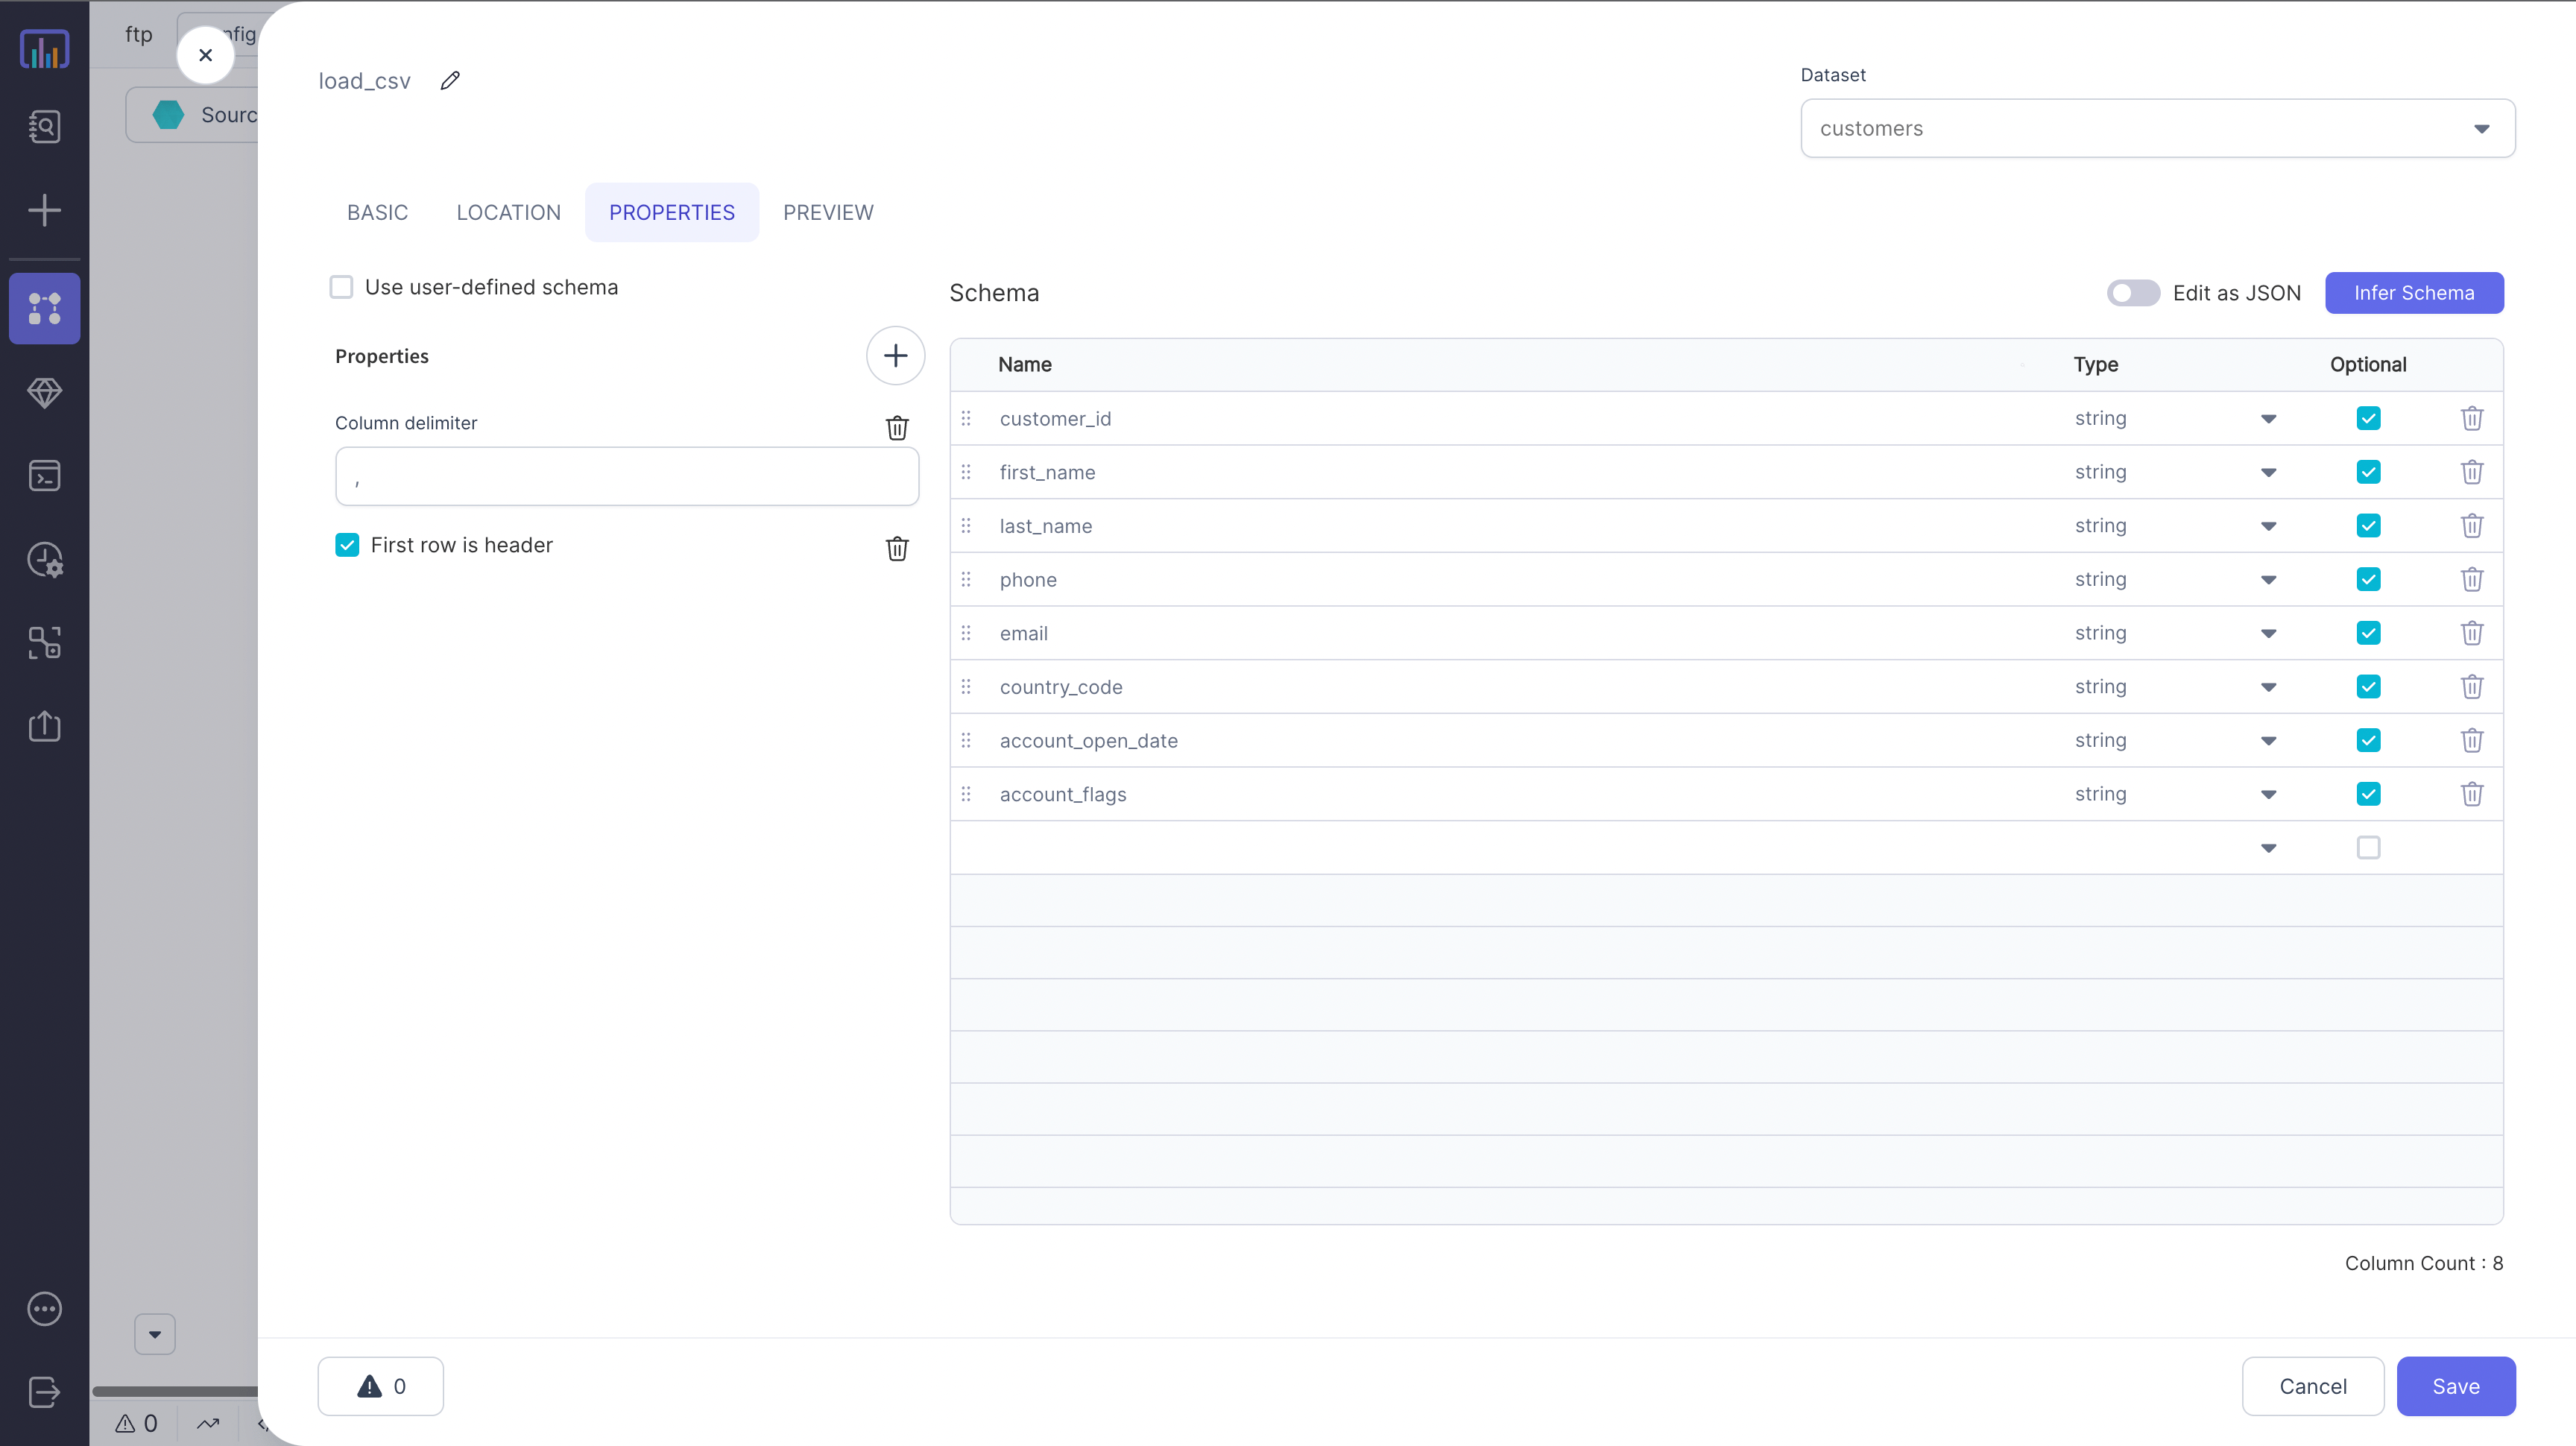 ftp
nfig
Sourc
load_csv
Dataset
customers
BASIC LOCATION PROPERTIES PREVIEW
Use user-defined schema
Properties
Column delimiter
,
First row is header
Schema
Edit as JSON
Infer Schema
Name Type Optional
customer_id string
first_name string
last_name string
phone string
email string
country_code string
account_open_date string
account_flags string
Column Count : 8
0
Cancel
Save
0